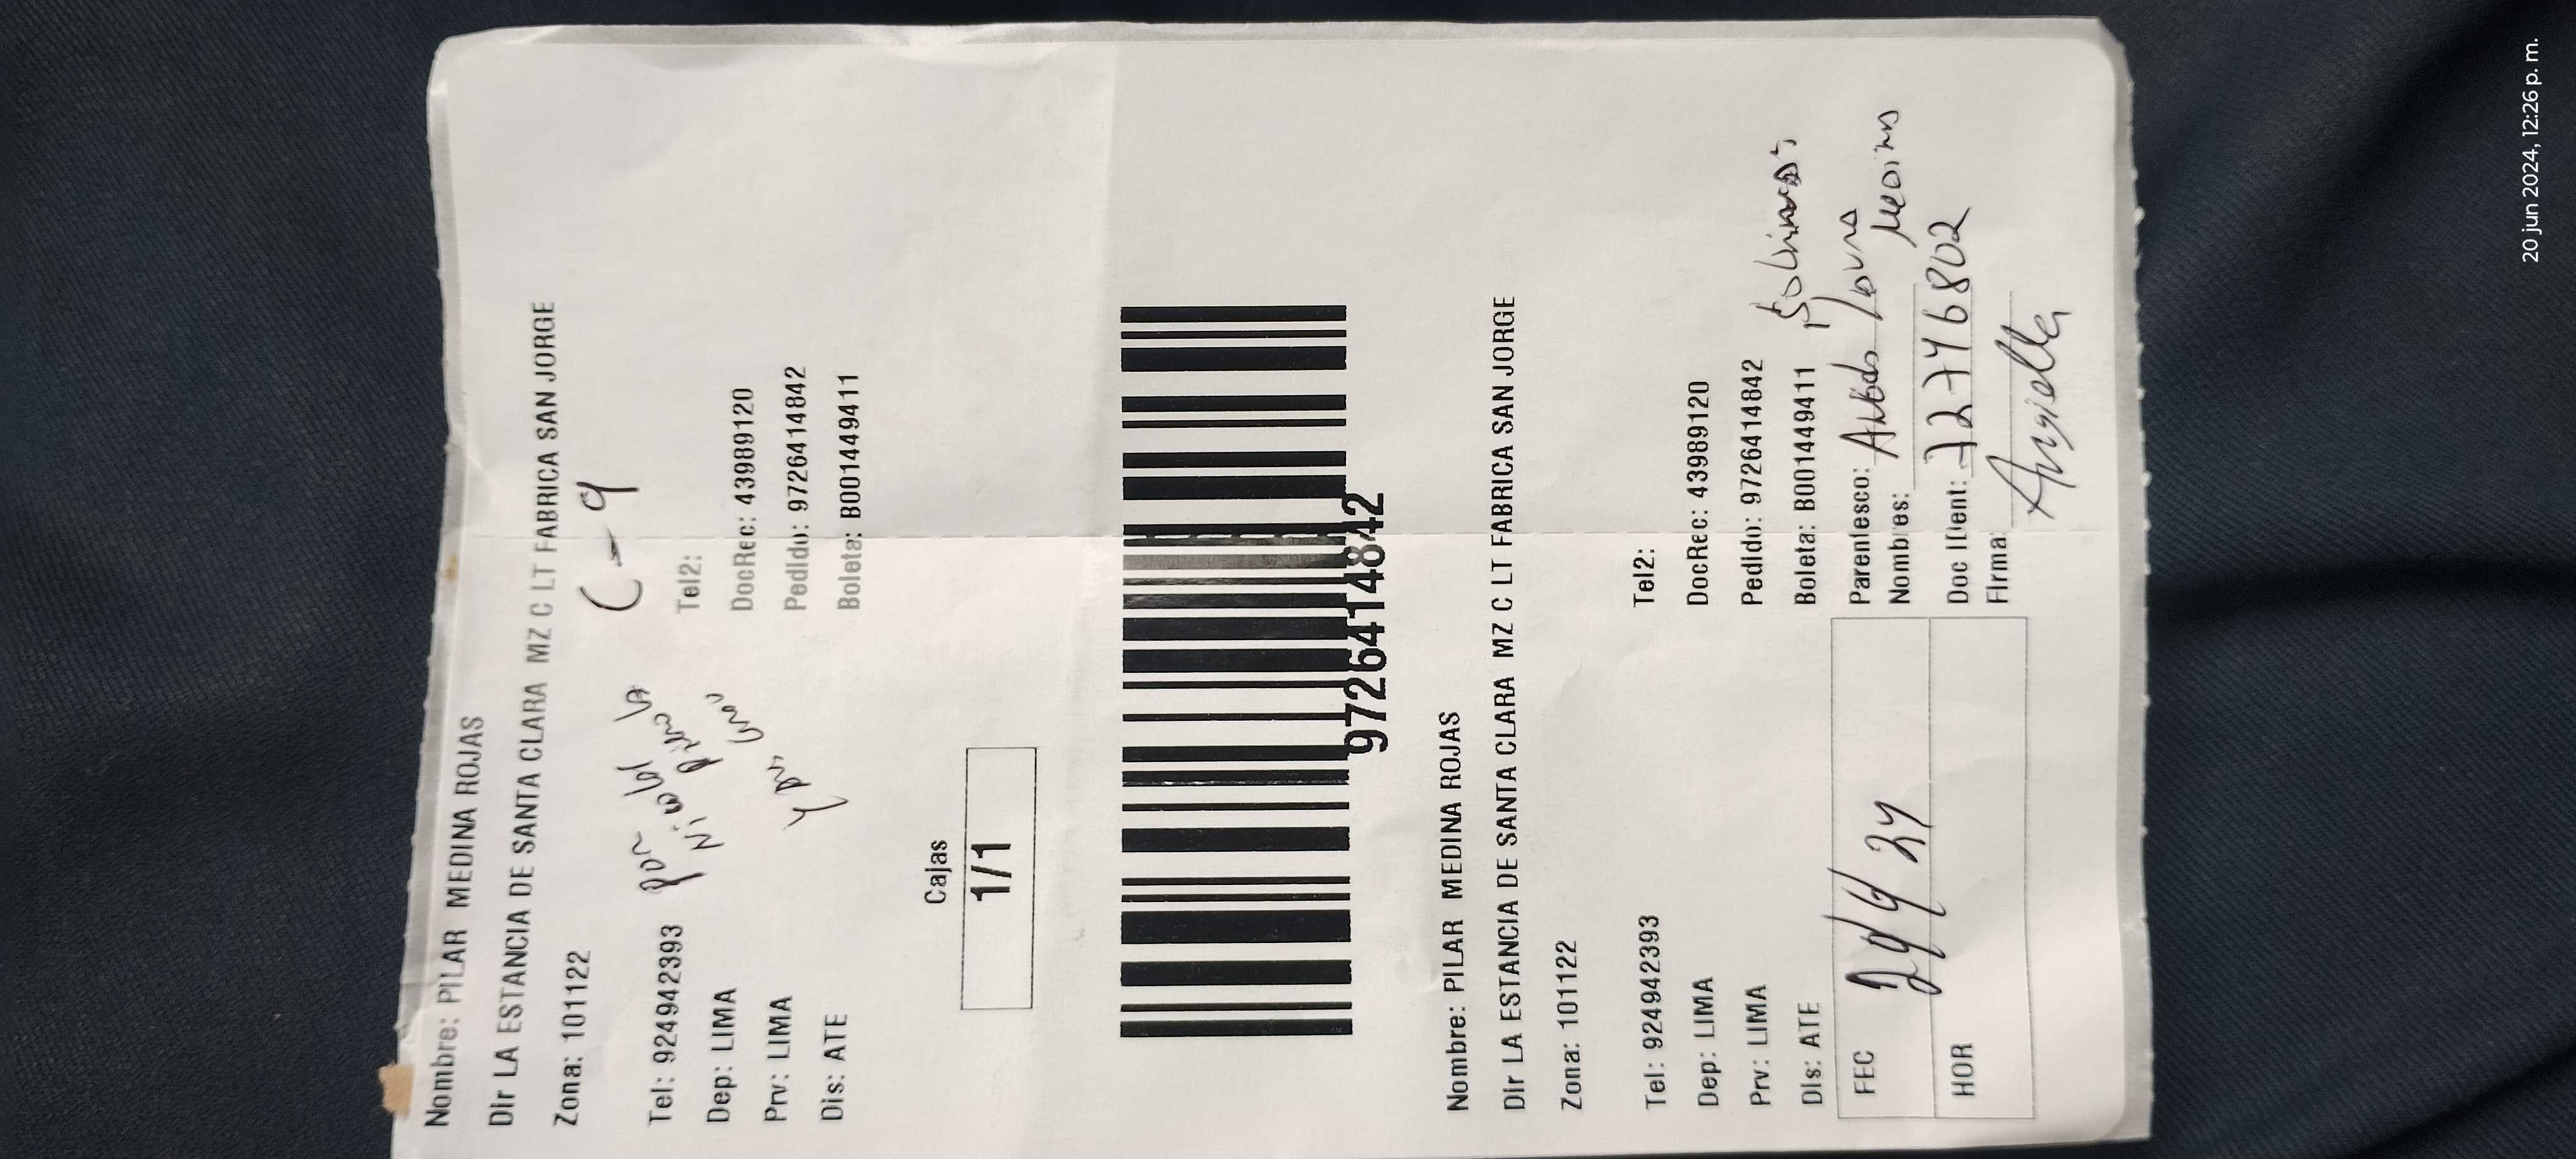 Nombre: PILAR MEDINA ROJAS
Dir LA ESTANCIA DE SANTA CLARA MZ C LT FABRICA SAN JORGE
Zona: 101122
C-9
Tel: 924942393
Tel2:
Dep: LIMA
DocRec: 43989120
Prv: LIMA
Pedido: 9726414842
Dis: ATE
Boleta: B001449411
Cajas
1/1
9726414842
Nombre: PILAR MEDINA ROJAS
Dir LA ESTANCIA DE SANTA CLARA MZ C LT FABRICA SAN JORGE
Zona: 101122
Tel: 924942393
Tel2:
Dep: LIMA
DocRec: 43989120
Prv: LIMA
Pedido: 9726414842
Dis: ATE
Boleta: B001449411
FEC
Parentesco:
Nombres:
Medina
HOR
Doc IDent: 72746802
Firma:
20 jun 2024, 12:26 p. m.